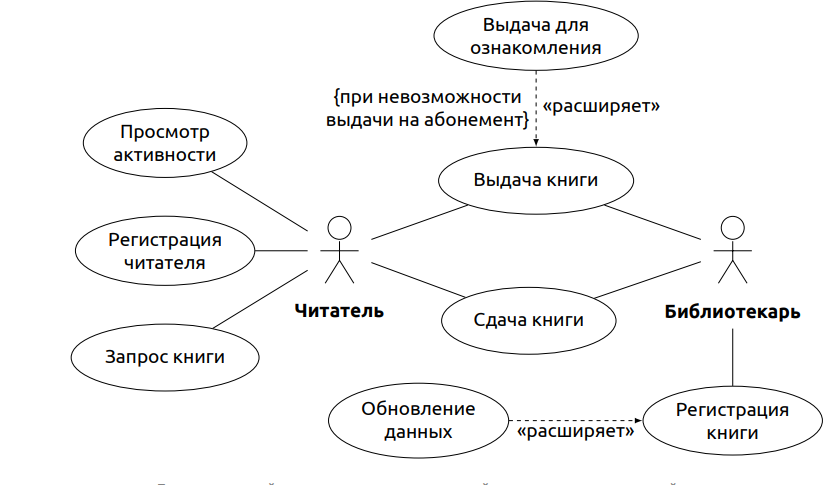 Выдача для
ознакомления
{при невозможности
выдачи на абонемент}
«расширяет»
Просмотр
активности
Выдача книги
Регистрация
читателя
Читатель
Библиотекарь
Сдача книги
Запрос книги
Обновление
данных
«расширяет»
Регистрация
книги